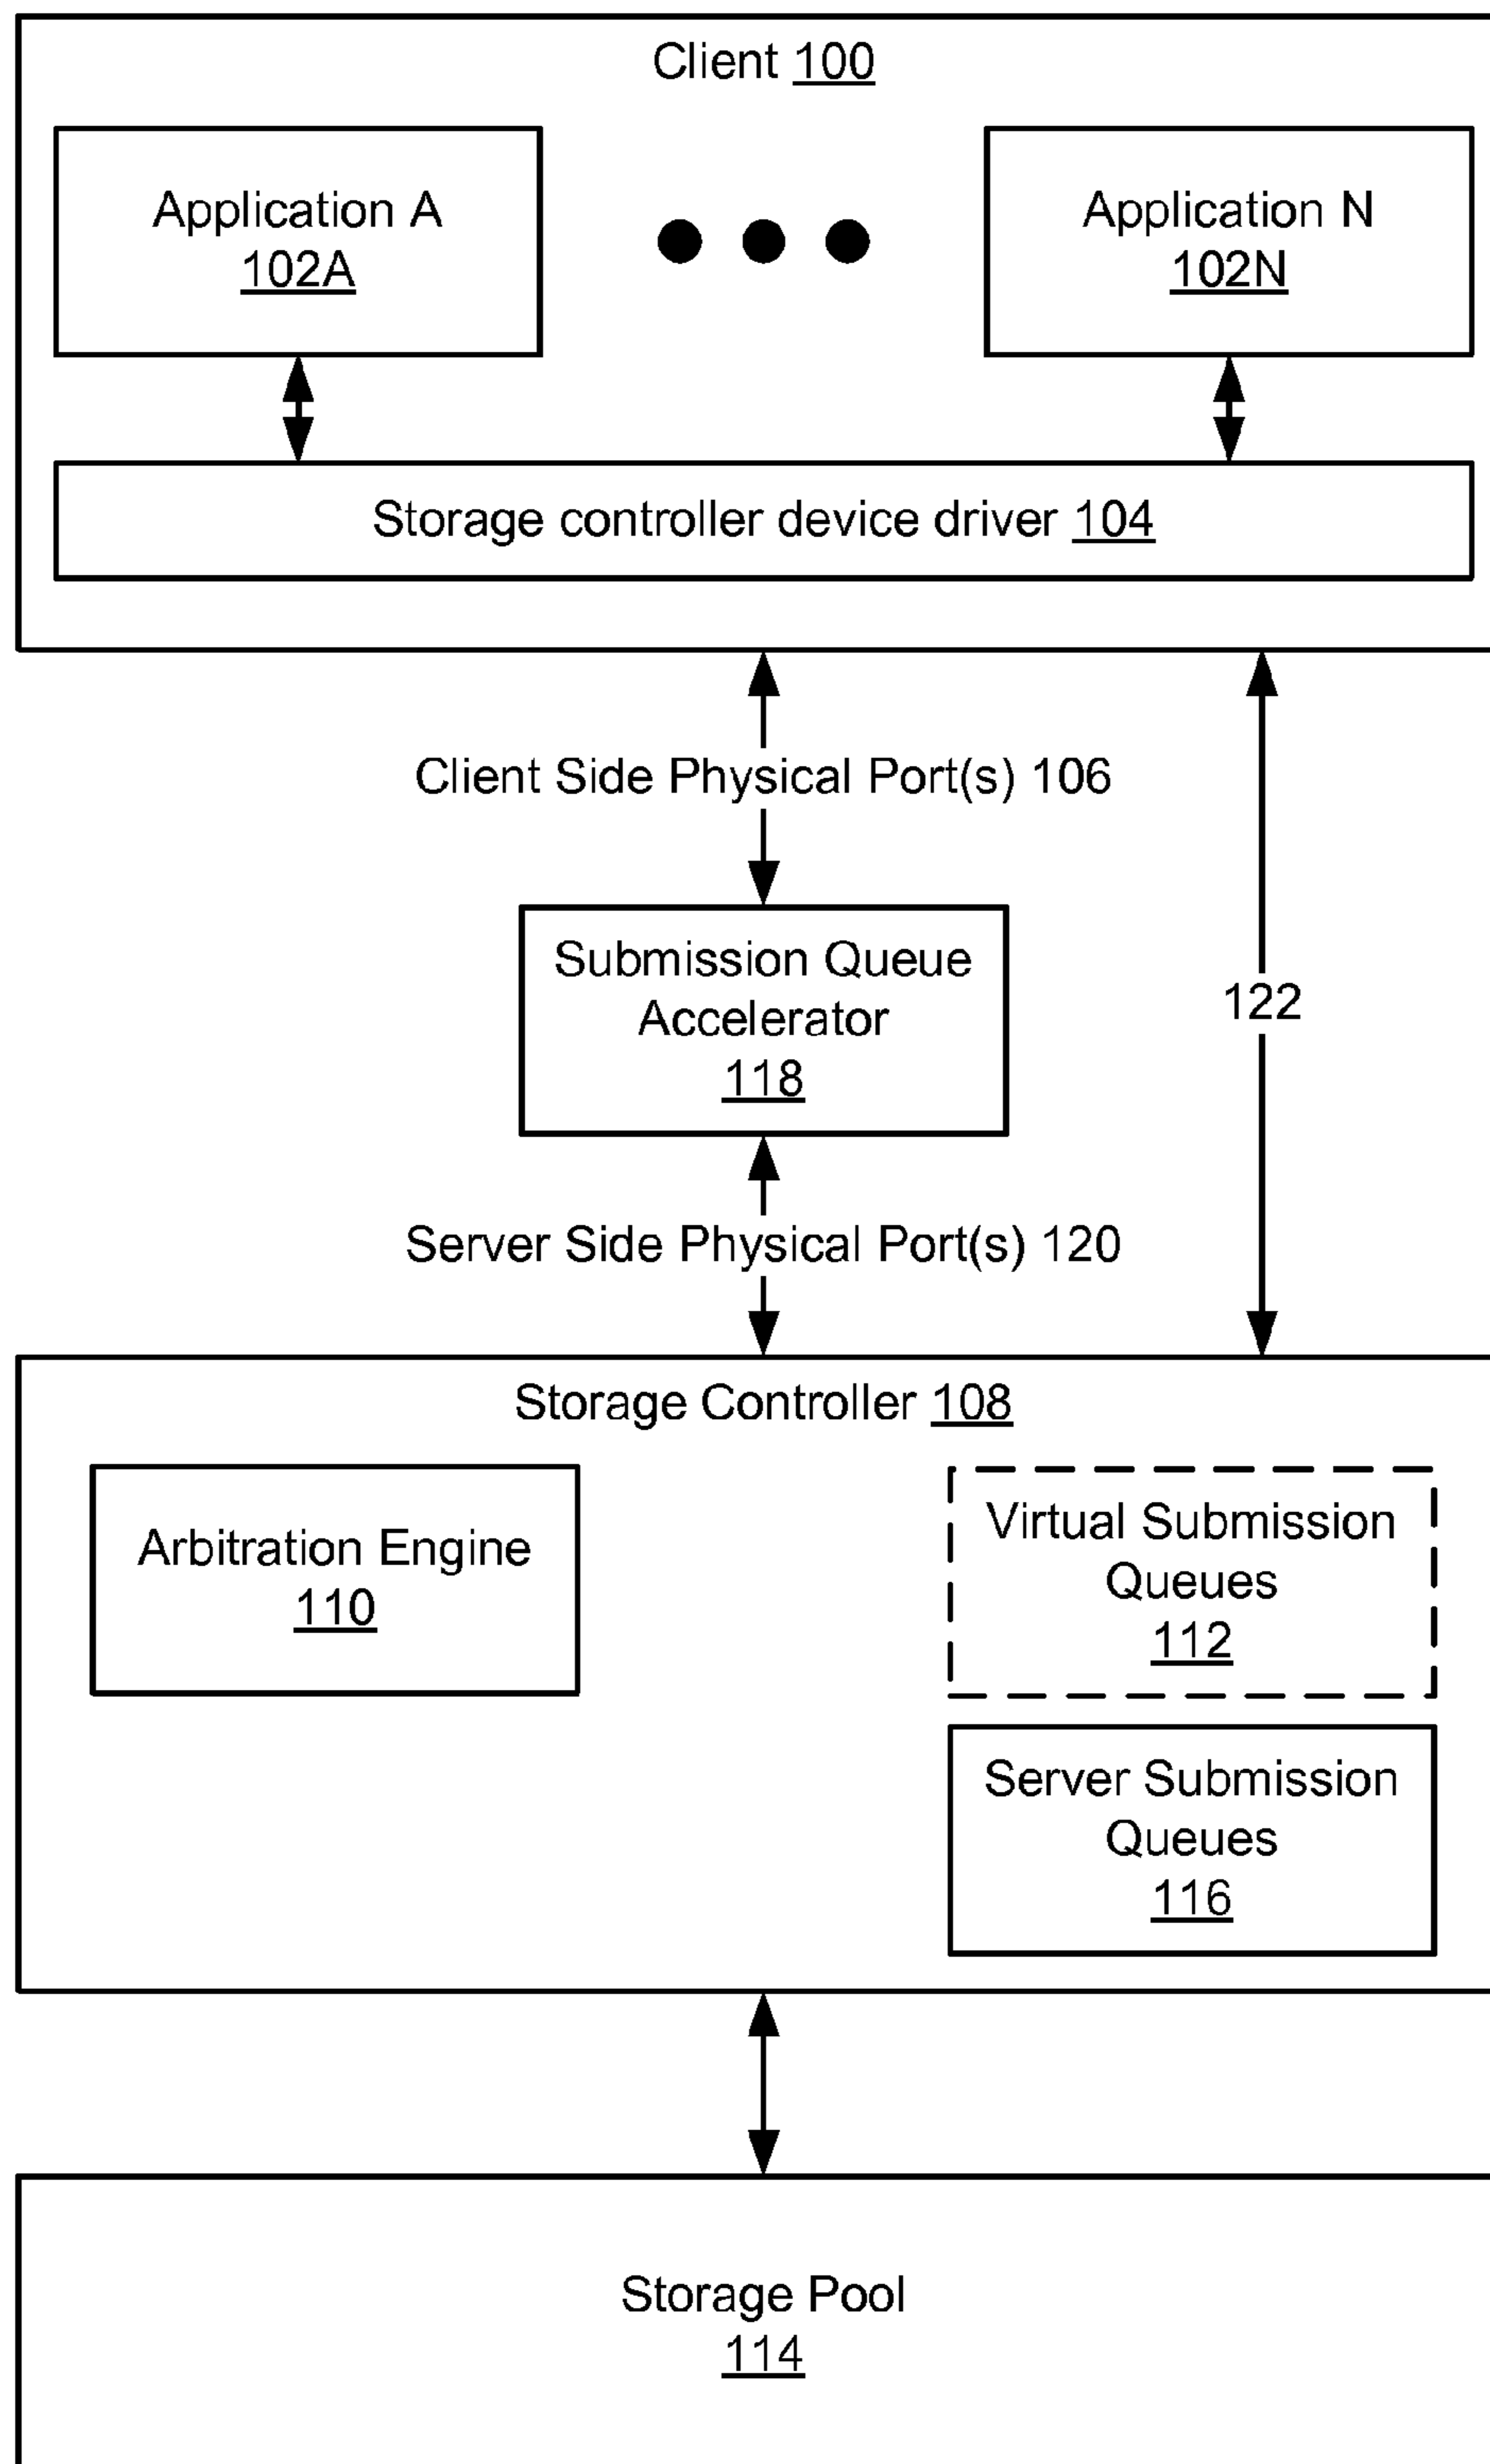 Client 100
Application A
102A
Application N
102N
Storage controller device driver 104
Client Side Physical Port(s) 106
Submission Queue
Accelerator
118
122
Server Side Physical Port(s) 120
Storage Controller 108
Arbitration Engine
110
Virtual Submission
Queues
112
Server Submission
Queues
116
Storage Pool
114